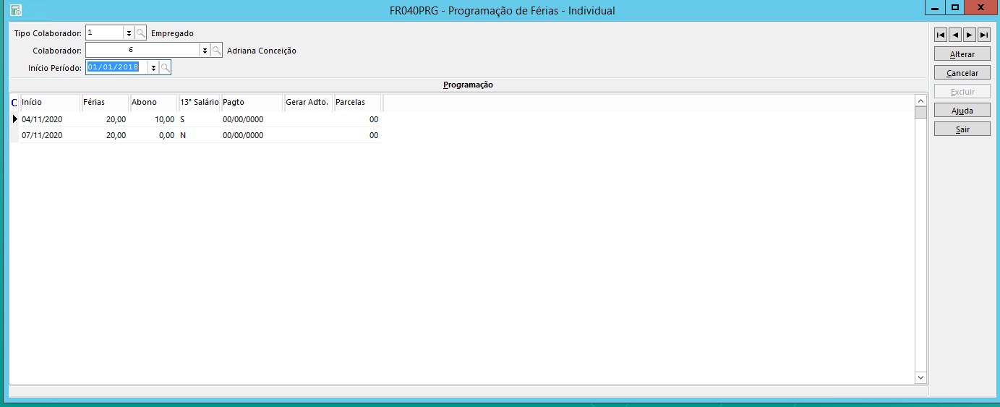 FR040PRG - Programação de Férias - Individual
X
Tipo Colaborador: 1 Empregado
Colaborador: 6 Adriana Conceição
Início Período: 01/01/2018
Alterar
Cancelar
Excluir
Ajuda
Sair
Programação
C Início Férias Abono 13° Salário Pagto Gerar Adto. Parcelas
04/11/2020 20,00 10,00 S 00/00/0000 00
07/11/2020 20,00 0,00 N 00/00/0000 00